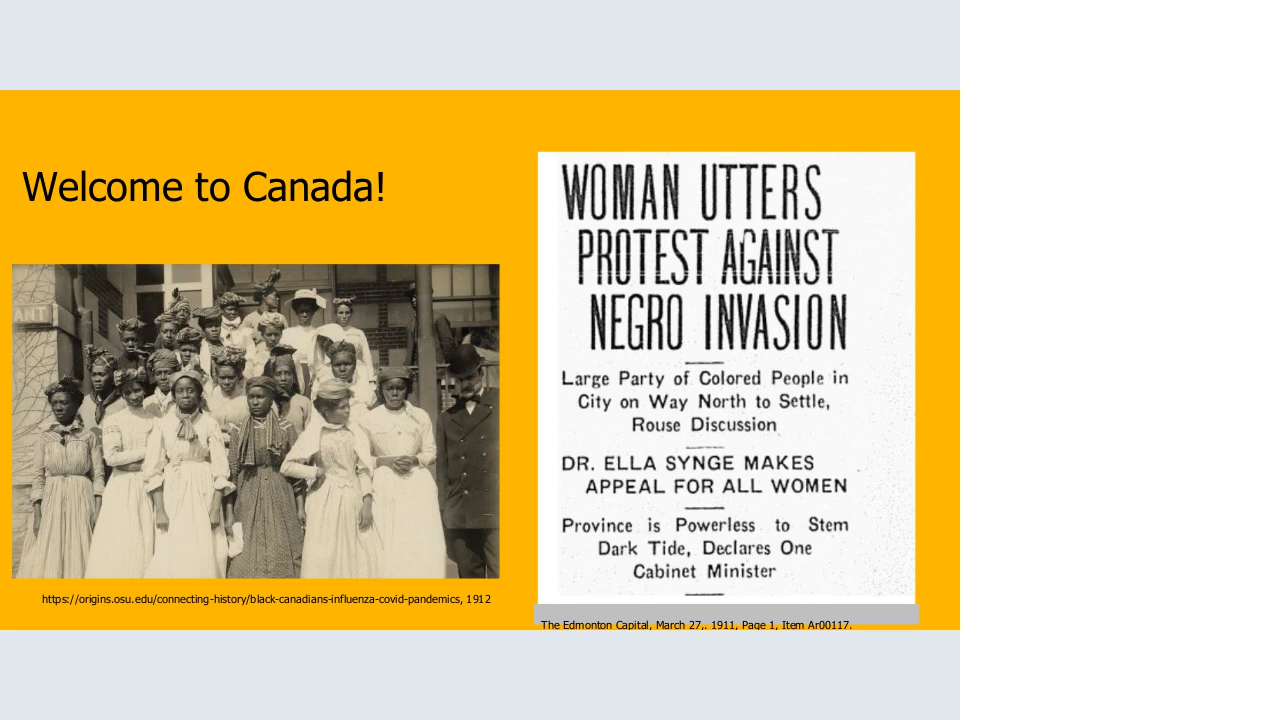 Welcome to Canada!
ANT
https://origins.osu.edu/connecting-history/black-canadians-influenza-covid-pandemics, 1912
WOMAN UTTERS
PROTEST AGAINST
NEGRO INVASION
Large Party of Colored People in
City on Way North to Settle,
Rouse Discussion
DR. ELLA SYNGE MAKES
APPEAL FOR ALL WOMEN
Province is Powerless to Stem
Dark Tide, Declares One
Cabinet Minister
The Edmonton Capital, March 27,. 1911, Page 1, Item Ar00117.